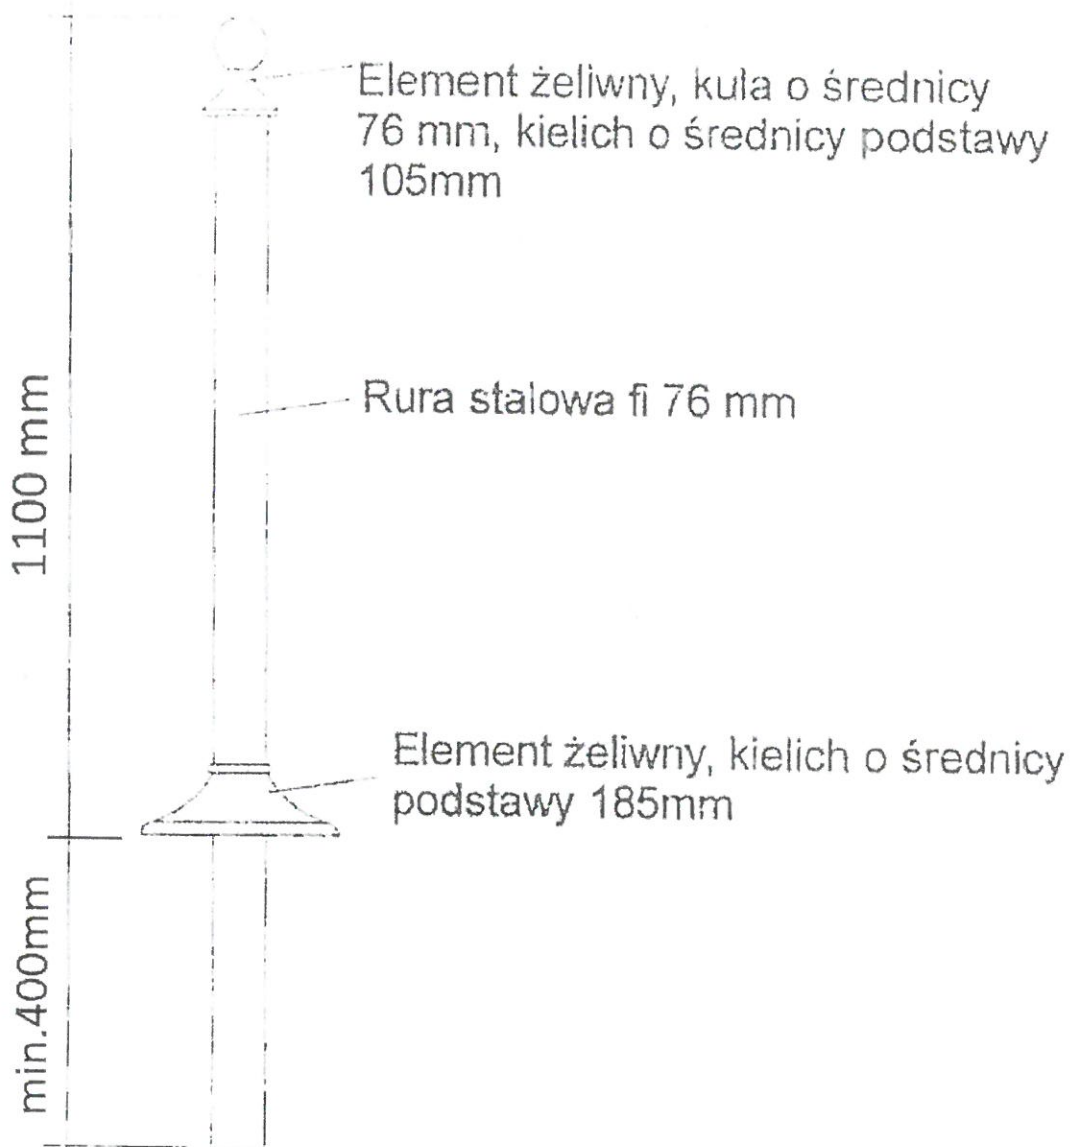 Element żeliwny, kula o średnicy
76 mm, kielich o średnicy podstawy
105mm
1100 mm
Rura stalowa fi 76 mm
Element żeliwny, kielich o średnicy
podstawy 185mm
min.400mm